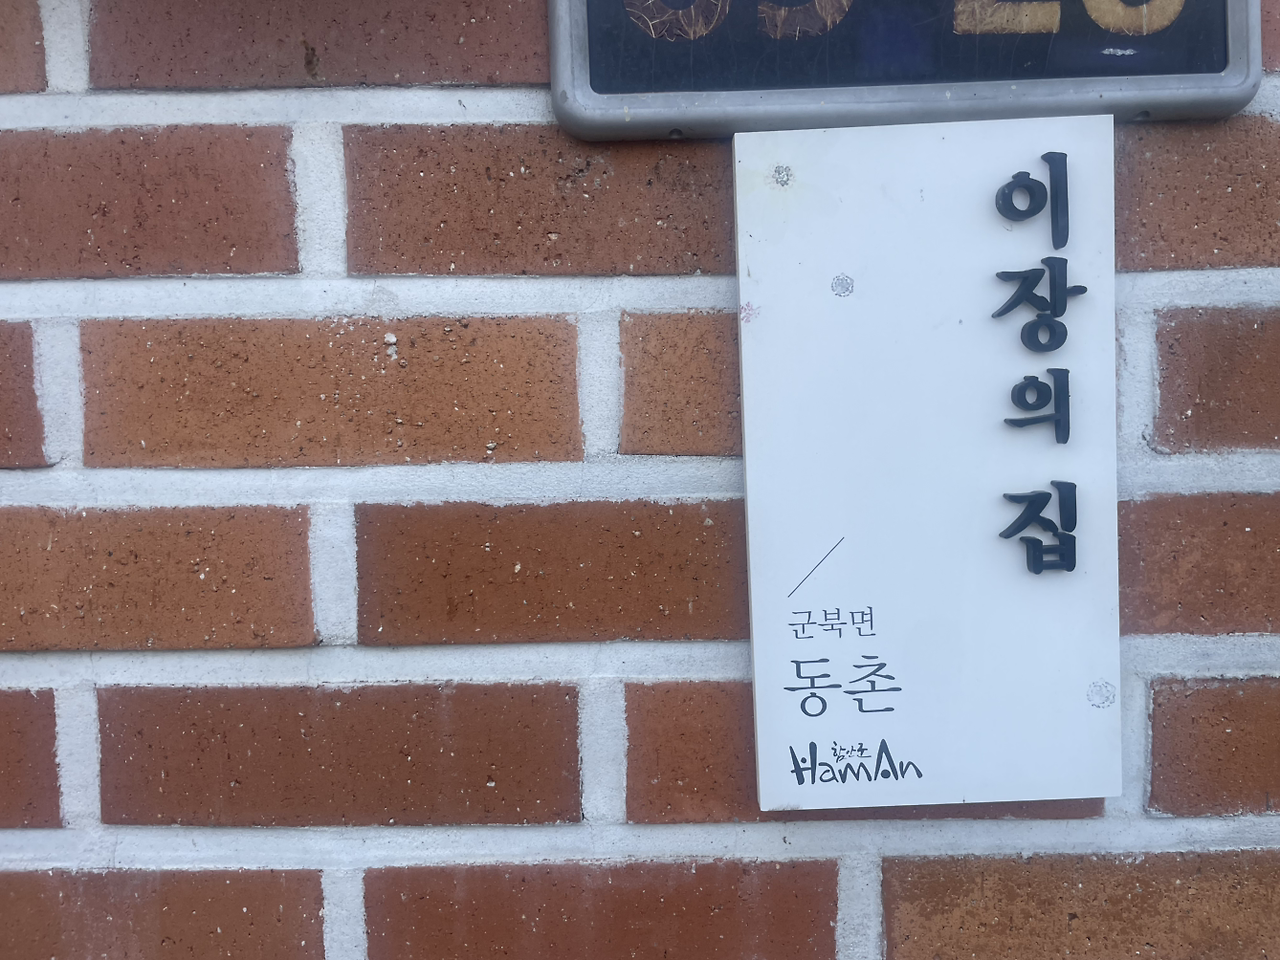 이장의 집
군북면
동촌
함안군
HamAn